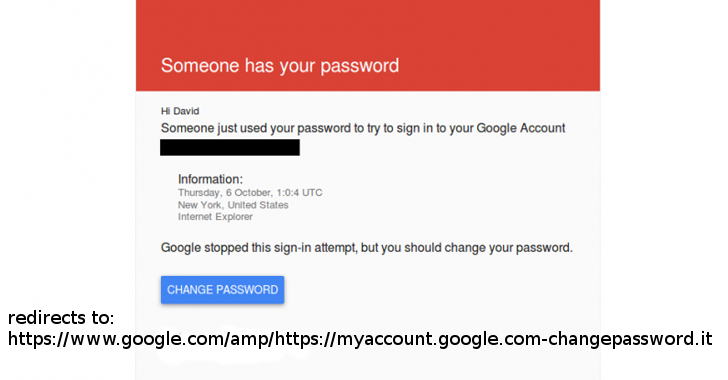 Someone has your password
Hi David
Someone just used your password to try to sign in to your Google Account
Information:
Thursday, 6 October, 1:0:4 UTC
New York, United States
Internet Explorer
Google stopped this sign-in attempt, but you should change your password.
CHANGE PASSWORD
redirects to:
https://www.google.com/amp/https://myaccount.google.com-changepassword.it